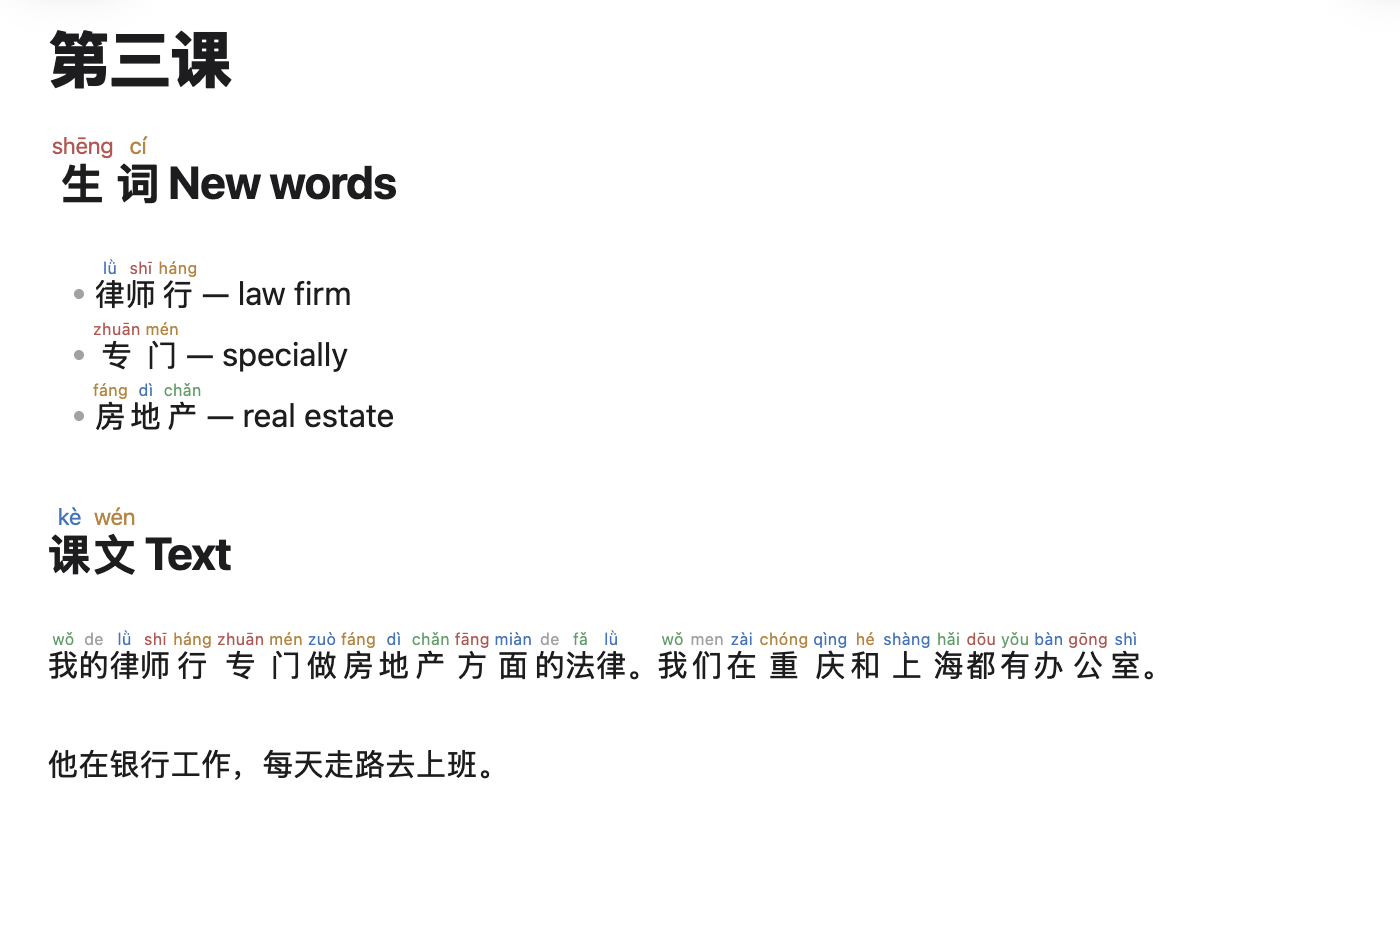 第三课
shēng cí
生词 New words
lǜ shī háng
律师行 — law firm
zhuān mén
专门 — specially
fáng dì chǎn
房地产 — real estate
kè wén
课文 Text
wǒ de lǜ shī háng zhuān mén zuò fáng dì chǎn fāng miàn de fǎ lǜ wǒ men zài chóng qìng hé shàng hǎi dōu yǒu bàn gōng shì
我的律师行专门做房地产方面的法律。我们在重庆和上海都有办公室。
他在银行工作，每天走路去上班。